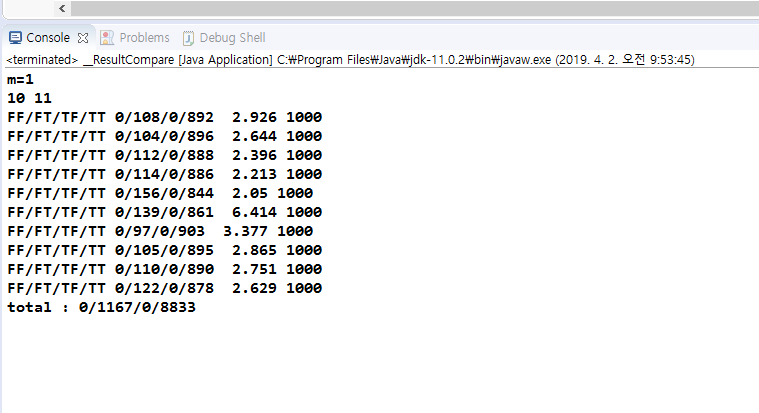 Console Problems Debug Shell
<terminated> __ResultCompare [Java Application] C:₩Program Files₩Java₩jdk-11.0.2₩bin₩javaw.exe (2019. 4. 2. 오전 9:53:45)
m=1
10 11
FF/FT/TF/TT 0/108/0/892  2.926 1000
FF/FT/TF/TT 0/104/0/896  2.644 1000
FF/FT/TF/TT 0/112/0/888  2.396 1000
FF/FT/TF/TT 0/114/0/886  2.213 1000
FF/FT/TF/TT 0/156/0/844  2.05 1000
FF/FT/TF/TT 0/139/0/861  6.414 1000
FF/FT/TF/TT 0/97/0/903  3.377 1000
FF/FT/TF/TT 0/105/0/895  2.865 1000
FF/FT/TF/TT 0/110/0/890  2.751 1000
FF/FT/TF/TT 0/122/0/878  2.629 1000
total : 0/1167/0/8833